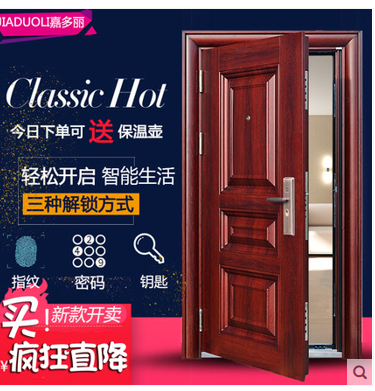 JIADUOLI嘉多丽
Classic Hot
今日下单可 送 保温壶
轻松开启 智能生活
三种解锁方式
指纹 密码 钥匙
买! 新款开卖
¥疯狂直降